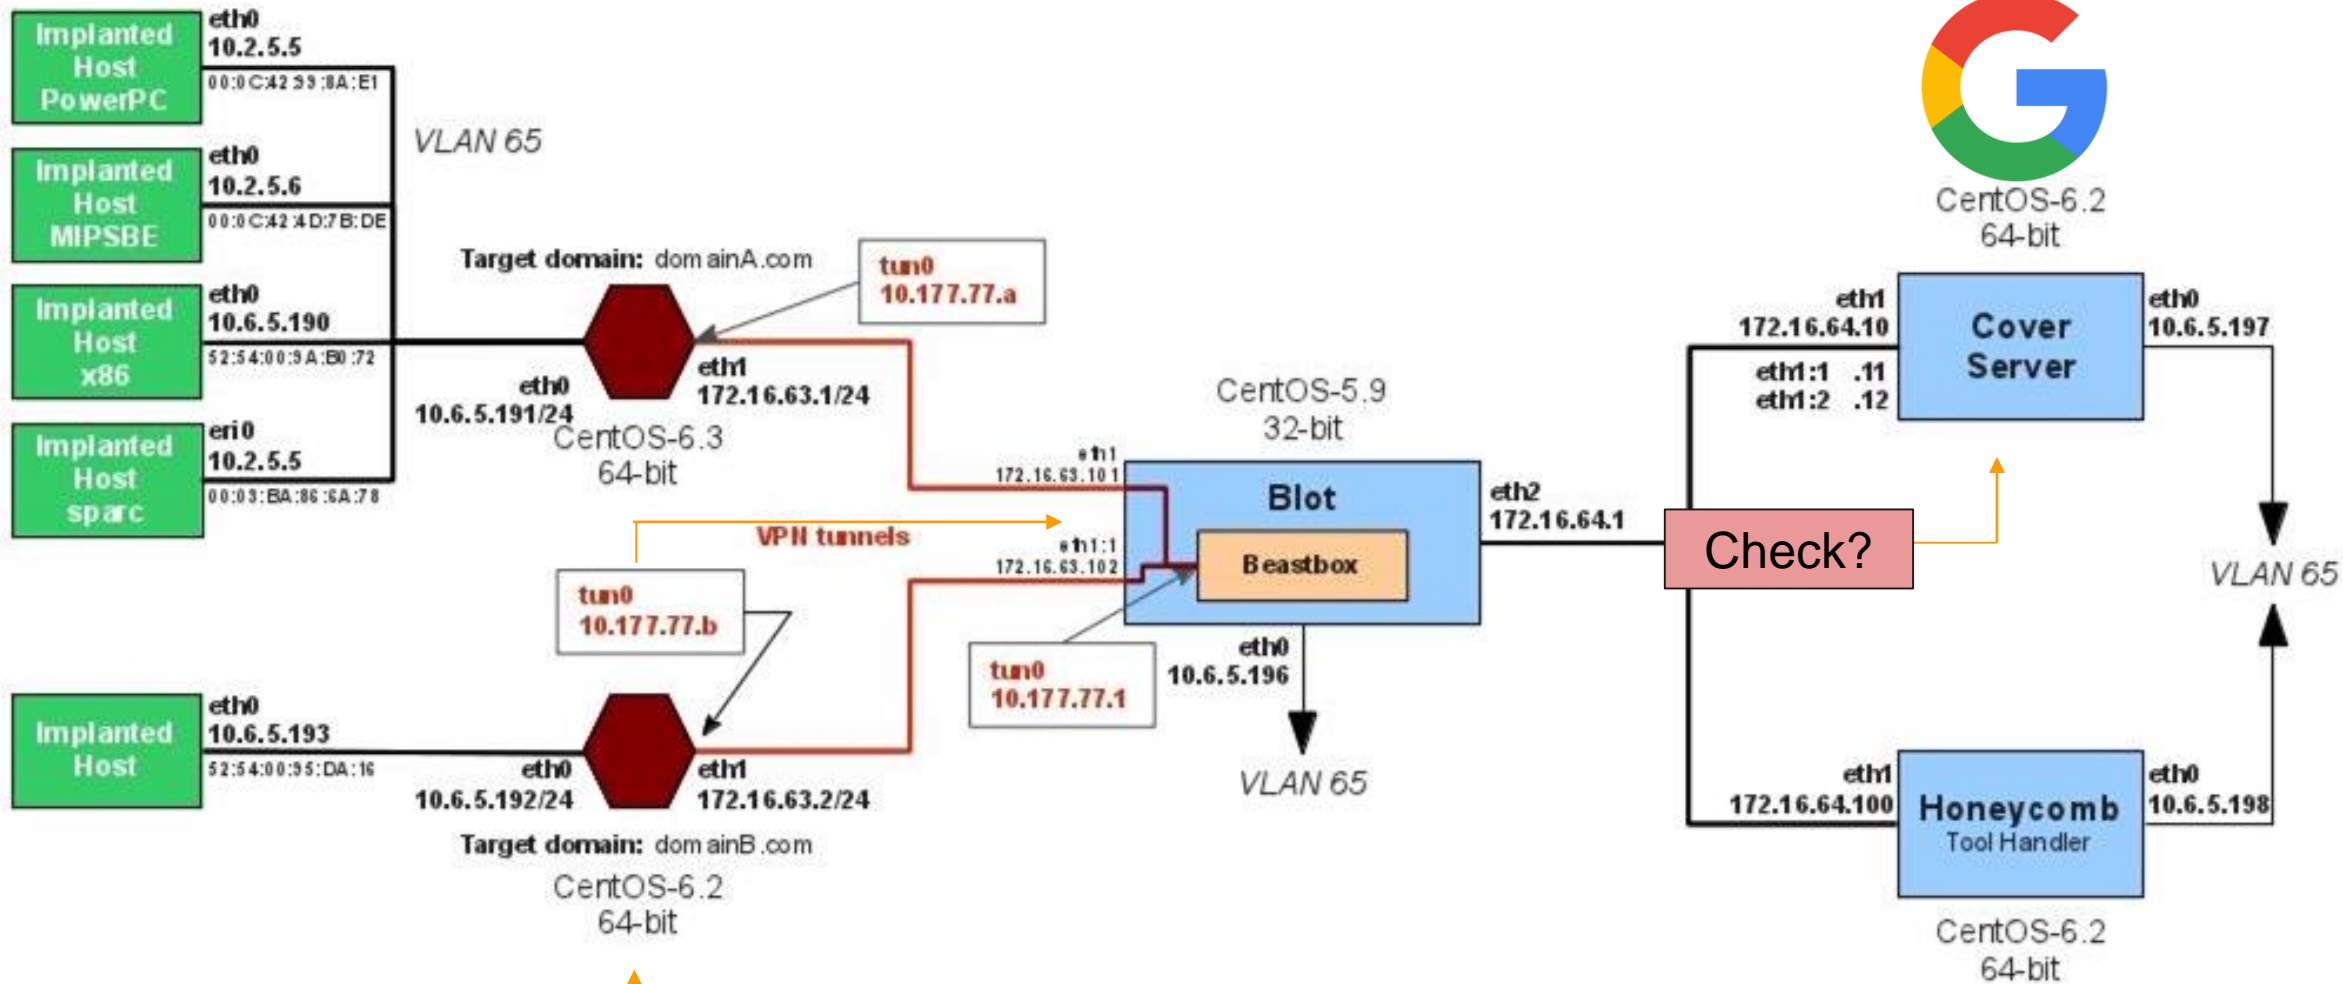 Implanted
Host
PowerPC
eth0
10.2.5.5
00:0C:42:99:8A:E1
VLAN 65
Implanted
Host
MIPSBE
eth0
10.2.5.6
00:0C:42:4D:7B:DE
Implanted
Host
x86
eth0
10.6.5.190
52:54:00:9A:B0:72
Implanted
Host
sparc
eri0
10.2.5.5
00:03:BA:86:6A:78
Target domain: domainA.com
tun0
10.177.77.a
eth0
10.6.5.191/24
eth1
172.16.63.1/24
CentOS-6.3
64-bit
VPN tunnels
tun0
10.177.77.b
Implanted
Host
eth0
10.6.5.193
52:54:00:95:DA:16
eth0
10.6.5.192/24
eth1
172.16.63.2/24
Target domain: domainB.com
CentOS-6.2
64-bit
CentOS-5.9
32-bit
eth1
172.16.63.101
eth1:1
172.16.63.102
Blot
Beastbox
tun0
10.177.77.1
eth0
10.6.5.196
VLAN 65
eth2
172.16.64.1
Check?
G
CentOS-6.2
64-bit
eth1
172.16.64.10
eth1:1 .11
eth1:2 .12
Cover
Server
eth0
10.6.5.197
VLAN 65
eth1
172.16.64.100
Honeycomb
Tool Handler
eth0
10.6.5.198
CentOS-6.2
64-bit